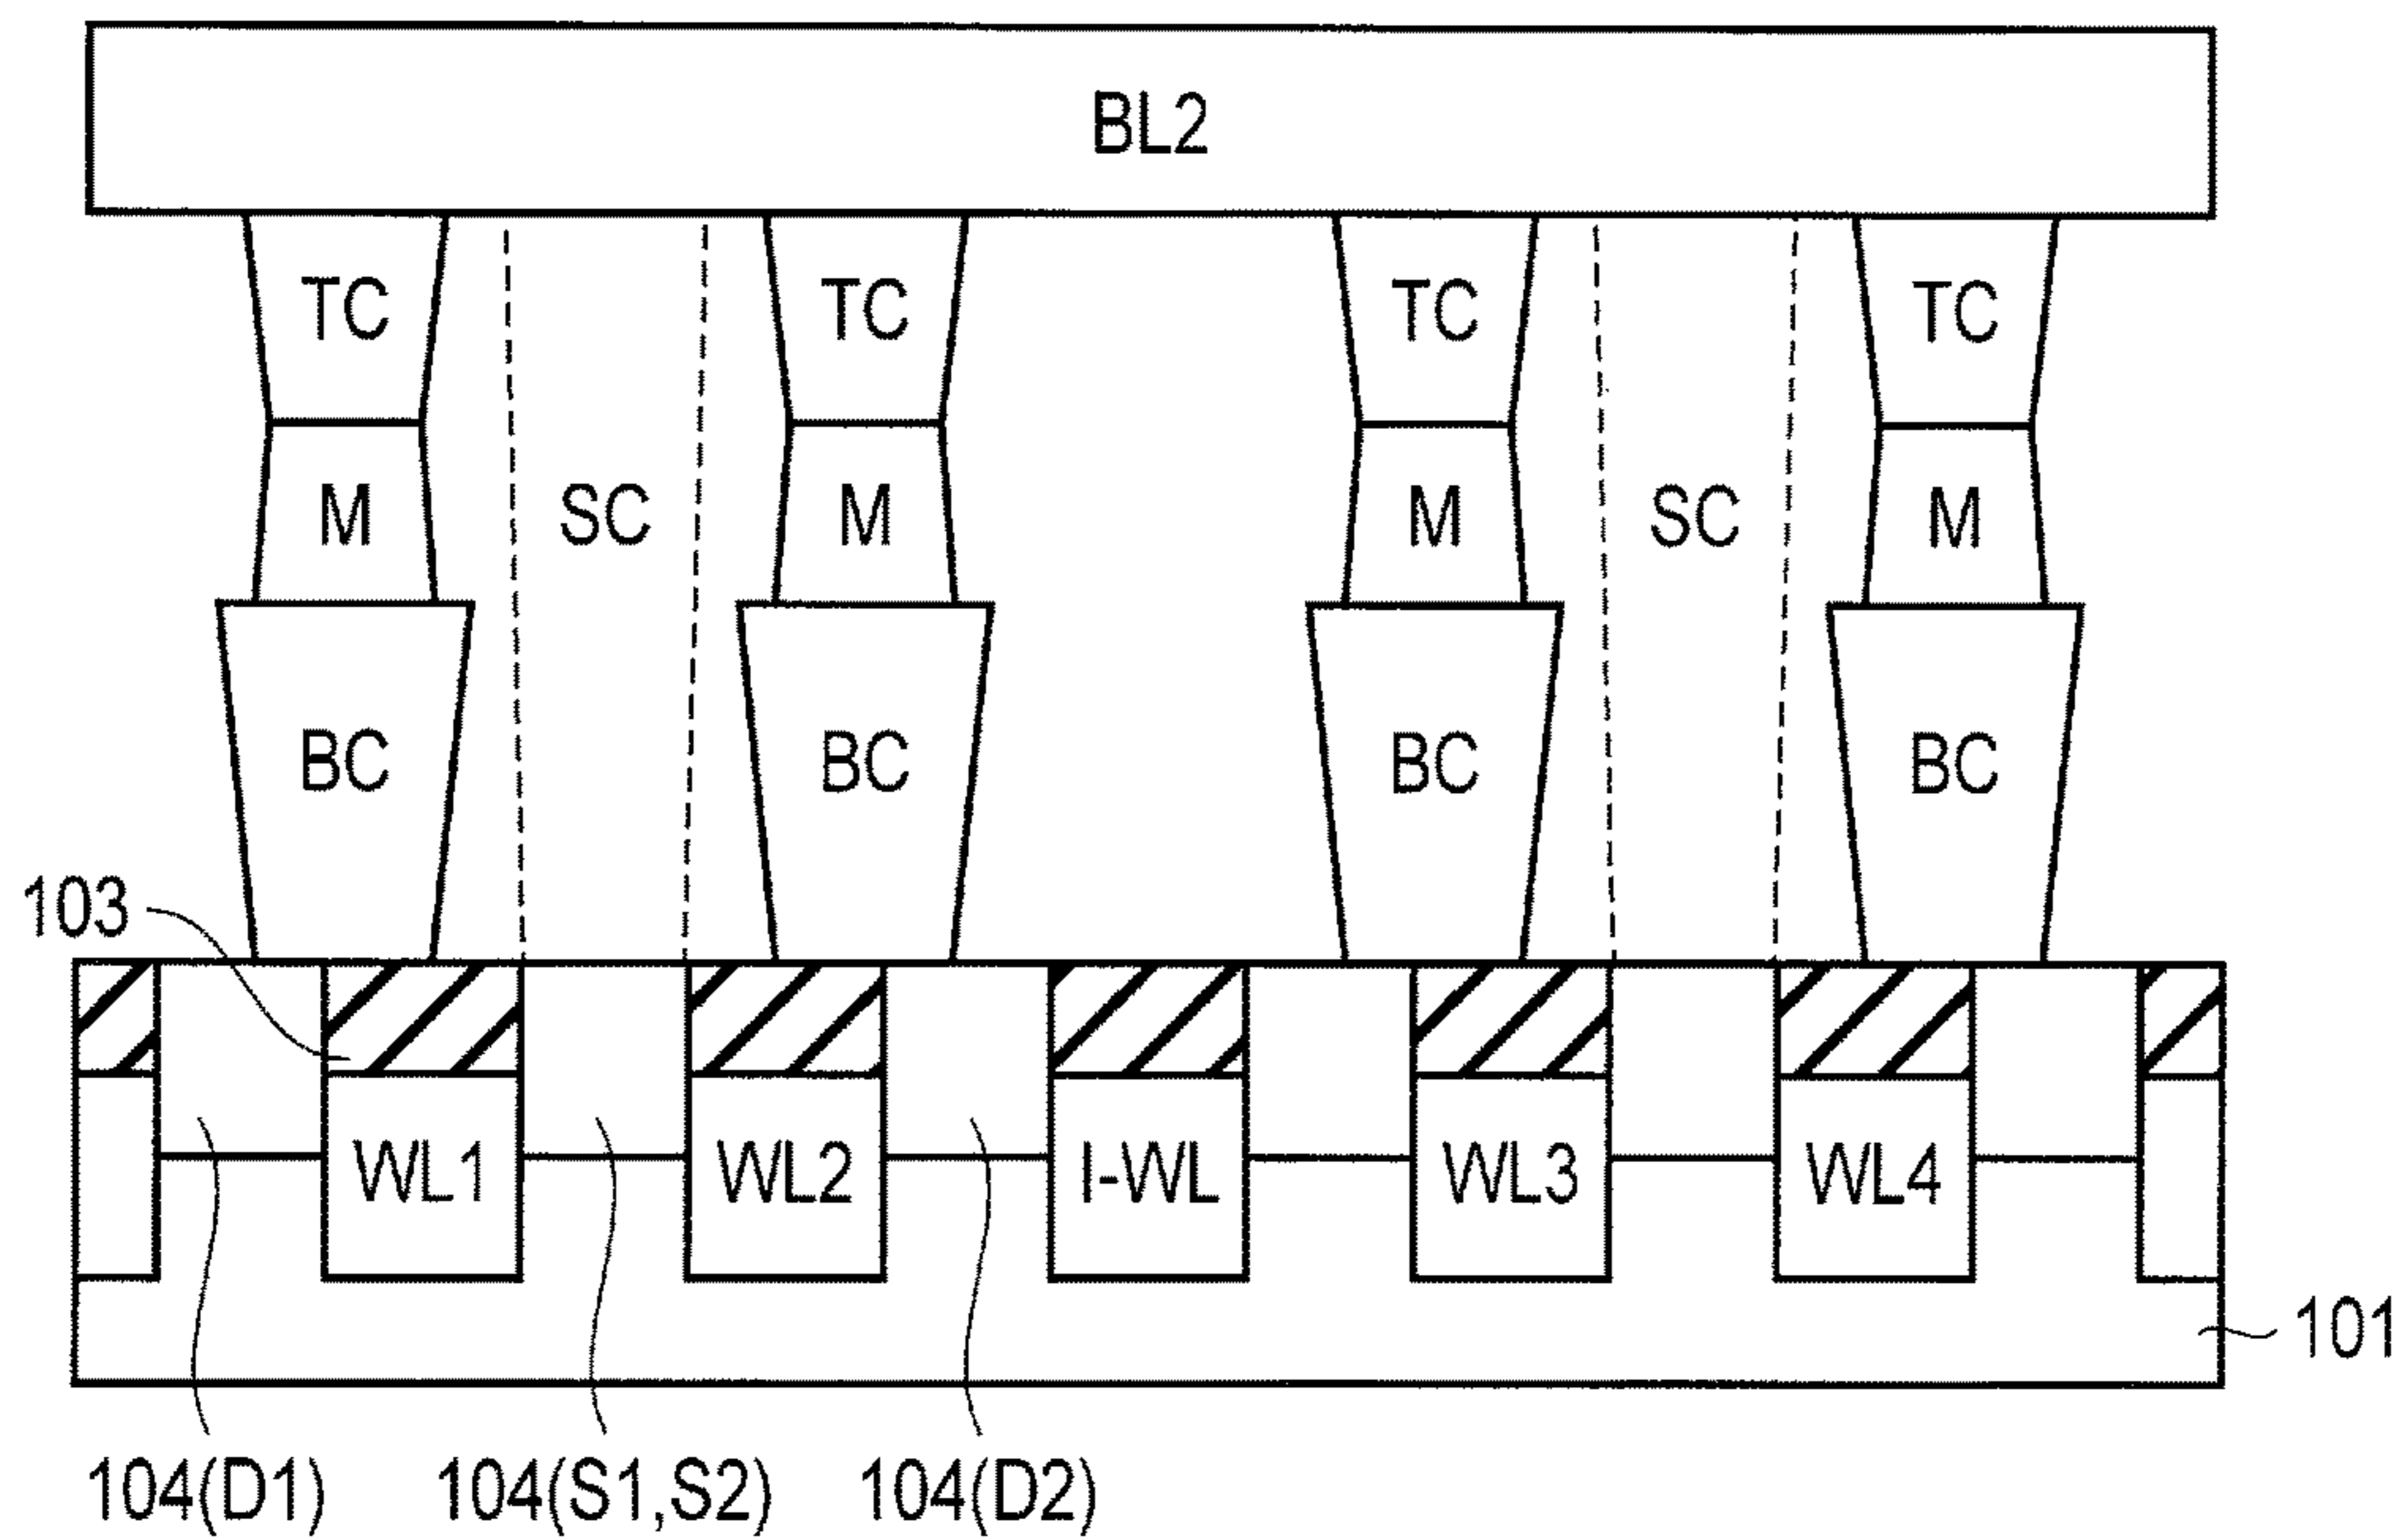 BL2
TC TC TC TC
M SC M M SC M
BC BC BC BC
103
WL1 WL2 I-WL WL3 WL4
101
104(D1) 104(S1,S2) 104(D2)